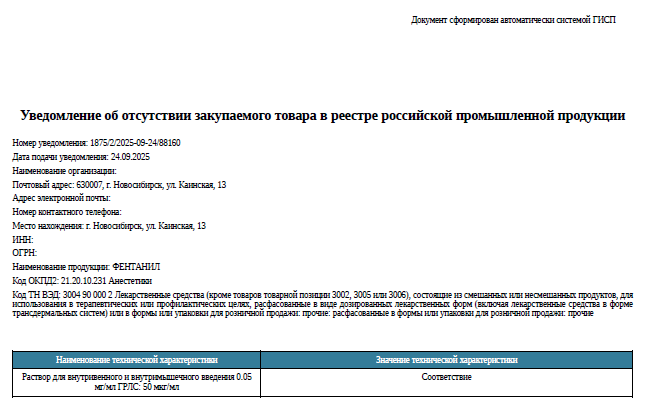 Документ сформирован автоматически системой ГИСП
Уведомление об отсутствии закупаемого товара в реестре российской промышленной продукции
Номер уведомления: 1875/2/2025-09-24/88160
Дата подачи уведомления: 24.09.2025
Наименование организации:
Почтовый адрес: 630007, г. Новосибирск, ул. Каинская, 13
Адрес электронной почты:
Номер контактного телефона:
Место нахождения: г. Новосибирск, ул. Каинская, 13
ИНН:
ОГРН:
Наименование продукции: ФЕНТАНИЛ
Код ОКПД2: 21.20.10.231 Анестетики
Код ТН ВЭД: 3004 90 000 2 Лекарственные средства (кроме товаров товарной позиции 3002, 3005 или 3006), состоящие из смешанных или несмешанных продуктов, для
использования в терапевтических или профилактических целях, расфасованные в виде дозированных лекарственных форм (включая лекарственные средства в форме
трансдермальных систем) или в формы или упаковки для розничной продажи: прочие: расфасованные в формы или упаковки для розничной продажи: прочие
Наименование технической характеристики
Значение технической характеристики
Раствор для внутривенного и внутримышечного введения 0.05
мг/мл ГРЛС: 50 мкг/мл
Соответствие